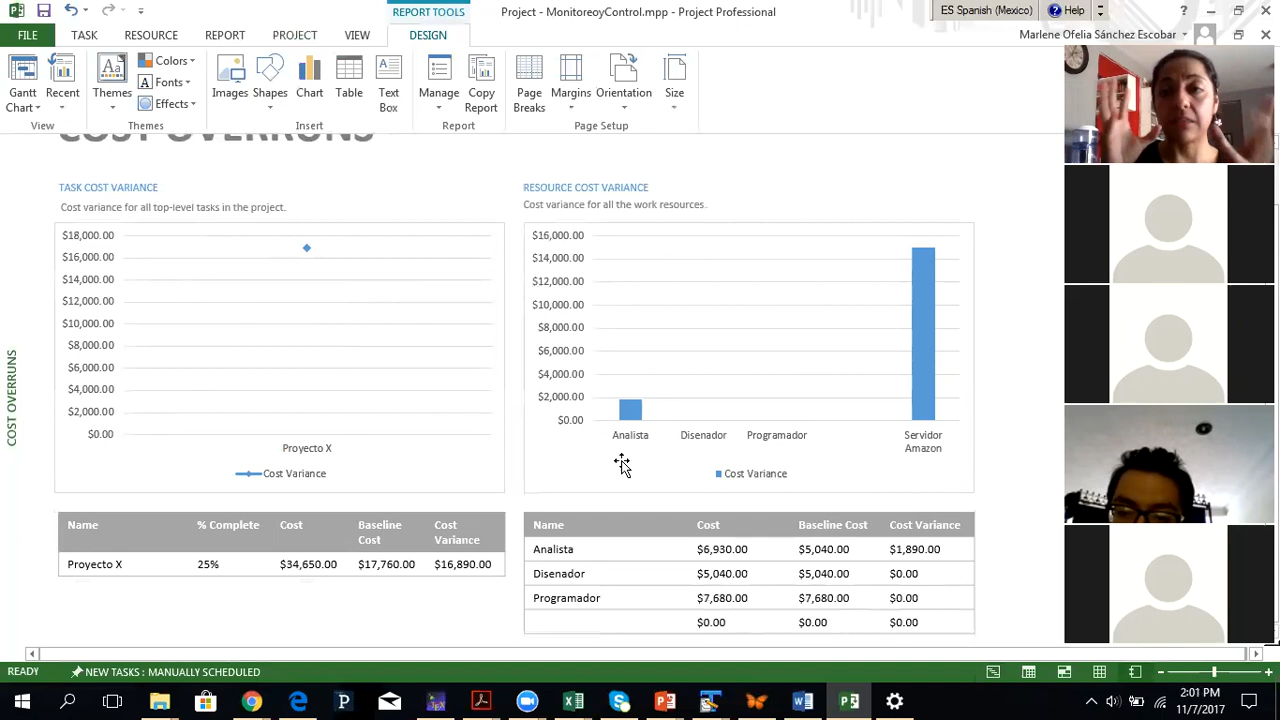 REPORT TOOLS
Project - MonitoreoyControl.mpp - Project Professional
ES Spanish (Mexico)
Help
FILE
TASK
RESOURCE
REPORT
PROJECT
VIEW
DESIGN
Marlene Ofelia Sánchez Escobar
Gantt Chart
Recent
Themes
Colors
Fonts
Effects
Images
Shapes
Chart
Table
Text Box
Manage
Copy Report
Page Breaks
Margins
Orientation
Size
View
Themes
Insert
Report
Page Setup
COST OVERRUNS
TASK COST VARIANCE
Cost variance for all top-level tasks in the project.
$18,000.00
$16,000.00
$14,000.00
$12,000.00
$10,000.00
$8,000.00
$6,000.00
$4,000.00
$2,000.00
$0.00
Proyecto X
Cost Variance
RESOURCE COST VARIANCE
Cost variance for all the work resources.
$16,000.00
$14,000.00
$12,000.00
$10,000.00
$8,000.00
$6,000.00
$4,000.00
$2,000.00
$0.00
Analista
Disenador
Programador
Servidor
Amazon
Cost Variance
COST OVERRUNS
Name % Complete Cost Baseline Cost Cost Variance
Proyecto X 25% $34,650.00 $17,760.00 $16,890.00
Name Cost Baseline Cost Cost Variance
Analista $6,930.00 $5,040.00 $1,890.00
Disenador $5,040.00 $5,040.00 $0.00
Programador $7,680.00 $7,680.00 $0.00
$0.00 $0.00 $0.00
READY
NEW TASKS : MANUALLY SCHEDULED
2:01 PM
11/7/2017